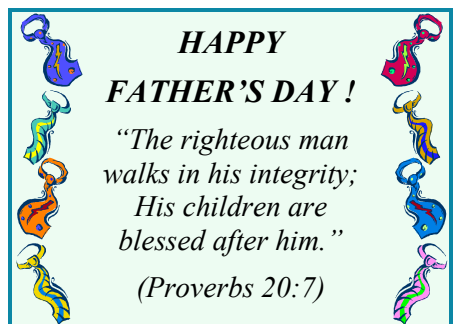 HAPPY
FATHER’S DAY !
“The righteous man
walks in his integrity;
His children are
blessed after him.”
(Proverbs 20:7)